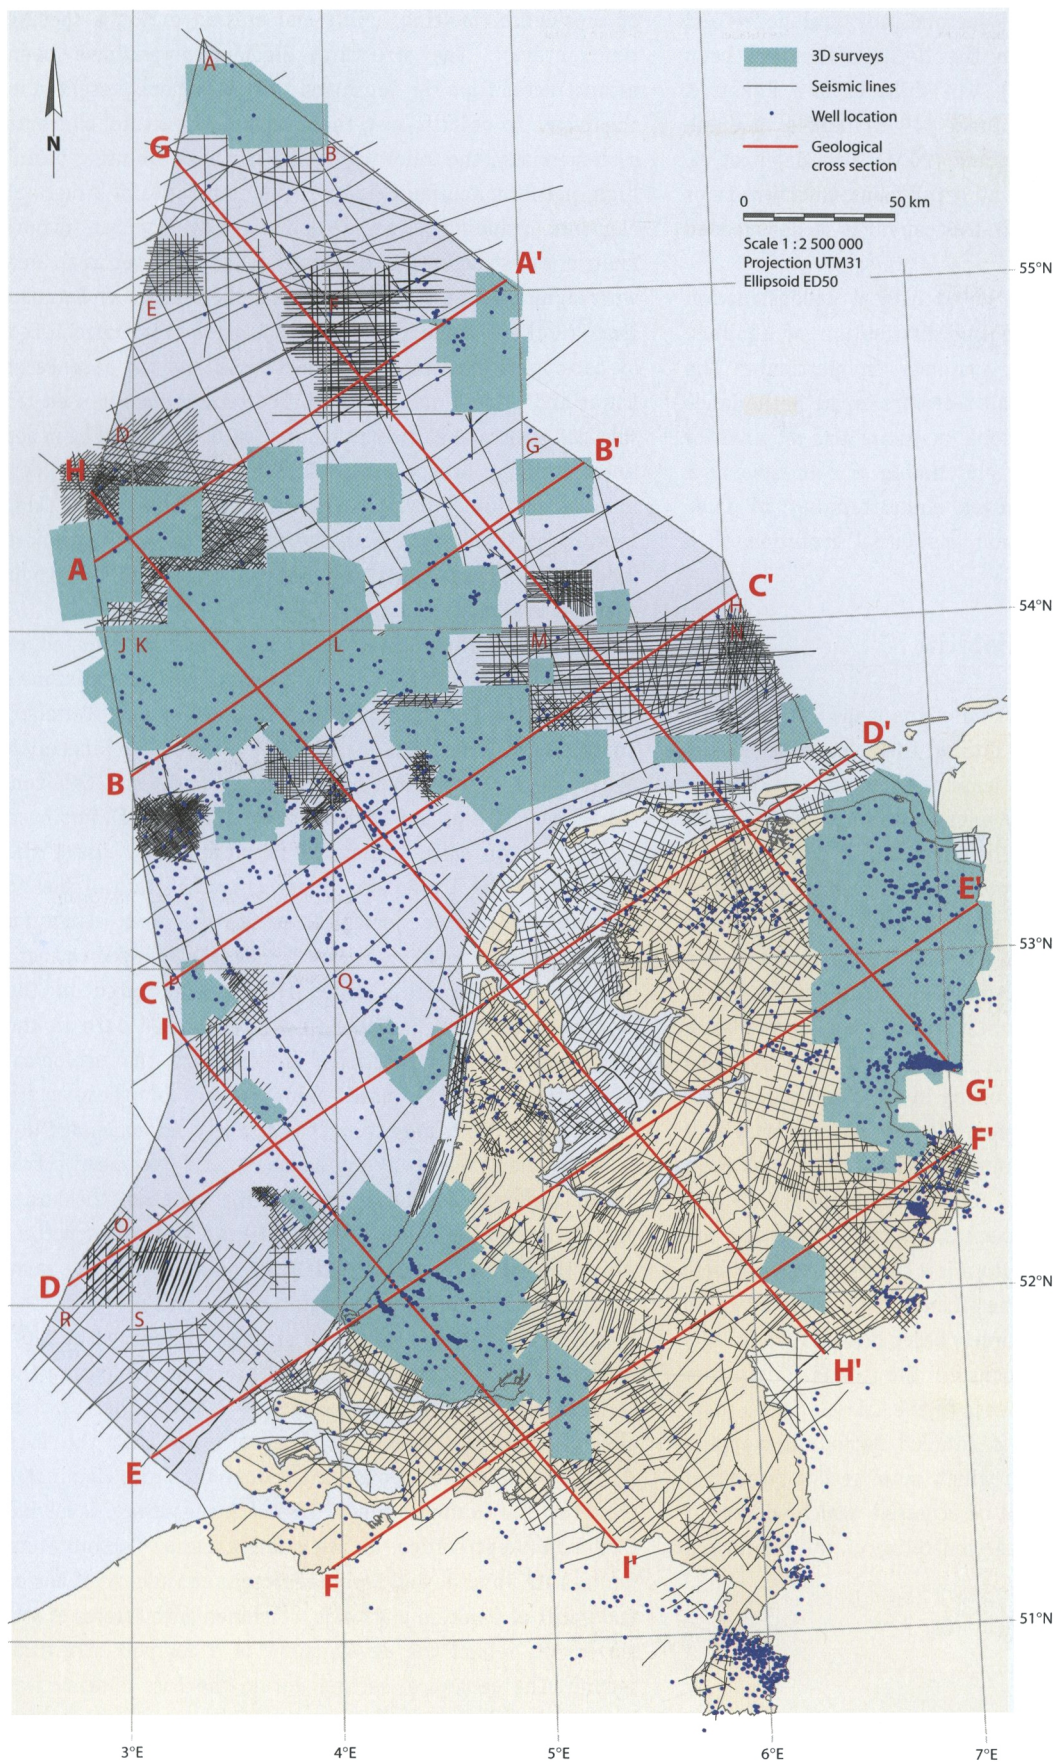 3D surveys
Seismic lines
Well location
Geological
cross section
0 50 km
Scale 1 : 2 500 000
Projection UTM31
Ellipsoid ED50
N
A
G
B
A'
55°N
E
F
D
G
B'
H
A
C'
H
54°N
N
J K
L
M
D'
B
E'
53°N
C
P
Q
I
G'
F'
O
D
52°N
R
S
H'
E
I'
F
51°N
3°E 4°E 5°E 6°E 7°E